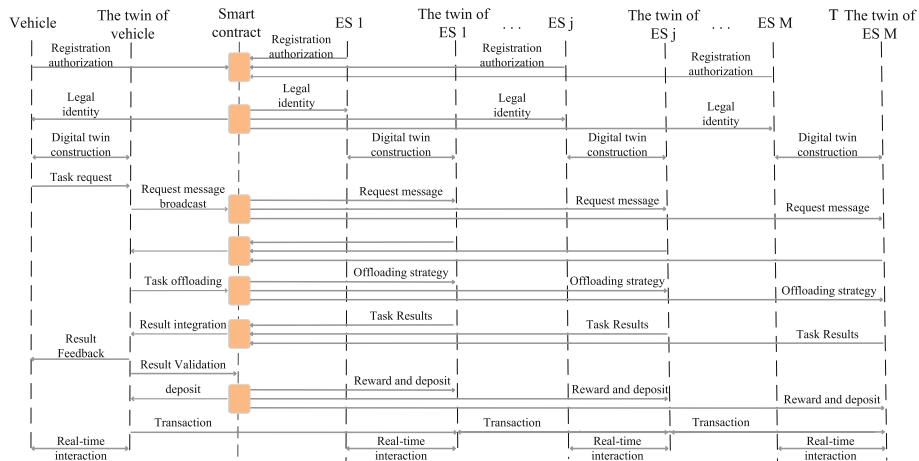 Vehicle
The twin of
vehicle
Smart
contract
ES 1
The twin of
ES 1
. . .
ES j
The twin of
ES j
. . .
ES M
T The twin of
ES M
Registration
authorization
Registration
authorization
Registration
authorization
Registration
authorization
Legal
identity
Legal
identity
Legal
identity
Legal
identity
Digital twin
construction
Digital twin
construction
Digital twin
construction
Digital twin
construction
Task request
Request message
broadcast
Request message
Request message
Request message
Task offloading
Offloading strategy
Offloading strategy
Offloading strategy
Result integration
Task Results
Task Results
Task Results
Result
Feedback
Result Validation
deposit
Reward and deposit
Reward and deposit
Reward and deposit
Transaction
Transaction
Transaction
Real-time
interaction
Real-time
interaction
Real-time
interaction
Real-time
interaction